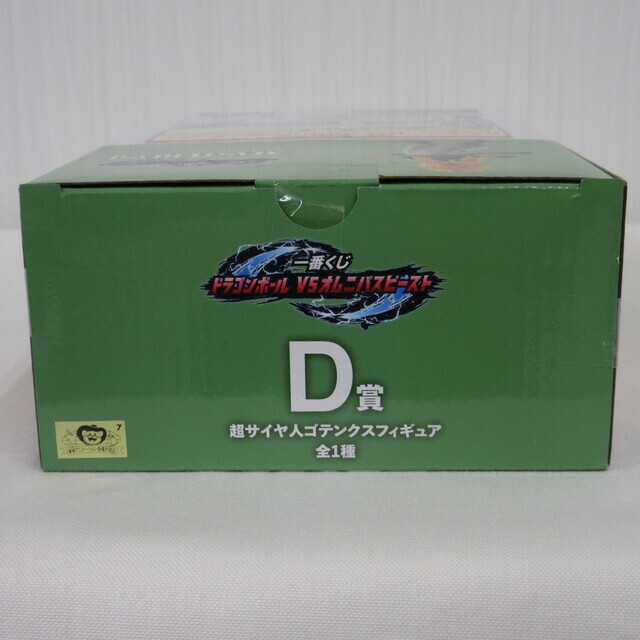 一番くじ
ドラゴンボール VSオムニバスビースト
D賞
超サイヤ人ゴテンクスフィギュア
全1種
7